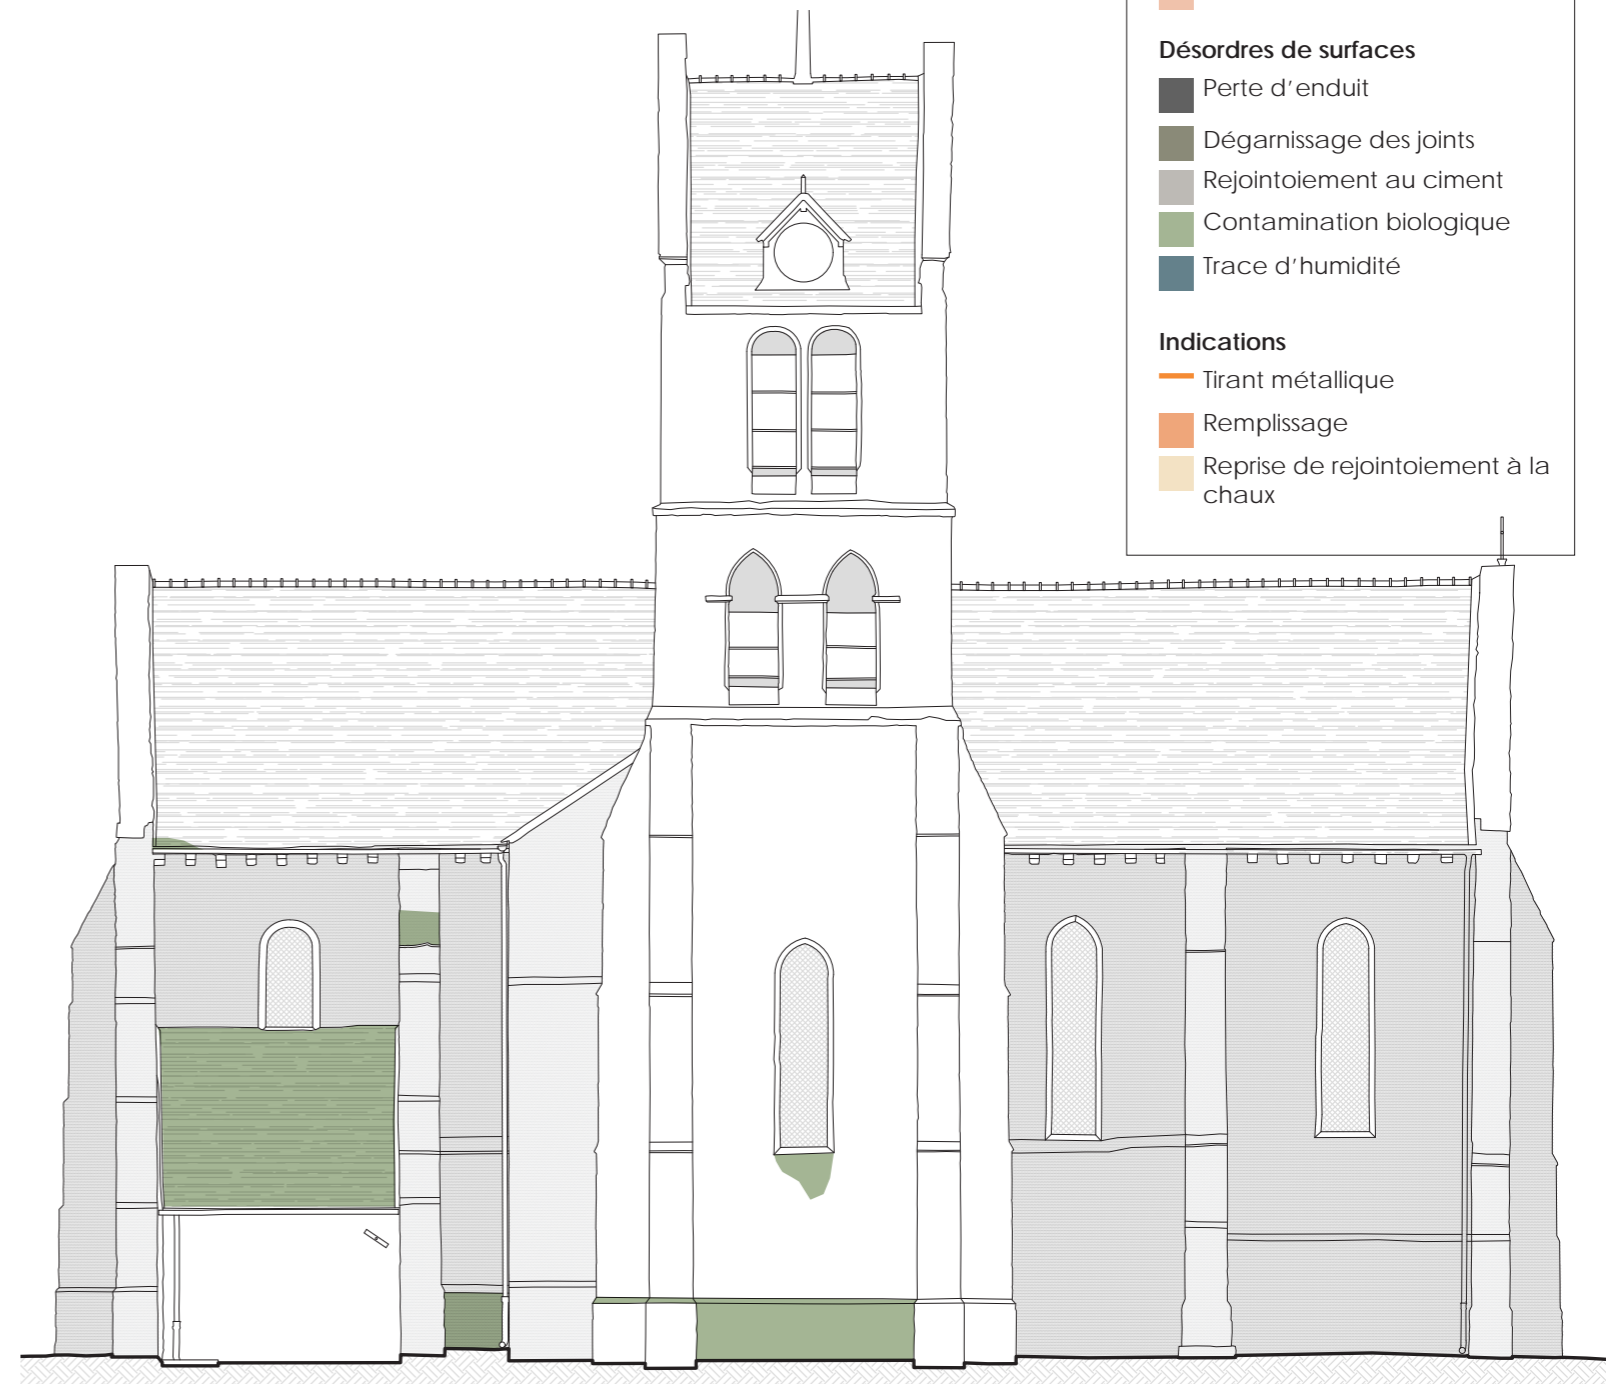 Désordres de surfaces
Perte d'enduit
Dégarnissage des joints
Rejointoiement au ciment
Contamination biologique
Trace d'humidité
Indications
Tirant métallique
Remplissage
Reprise de rejointoiement à la
chaux